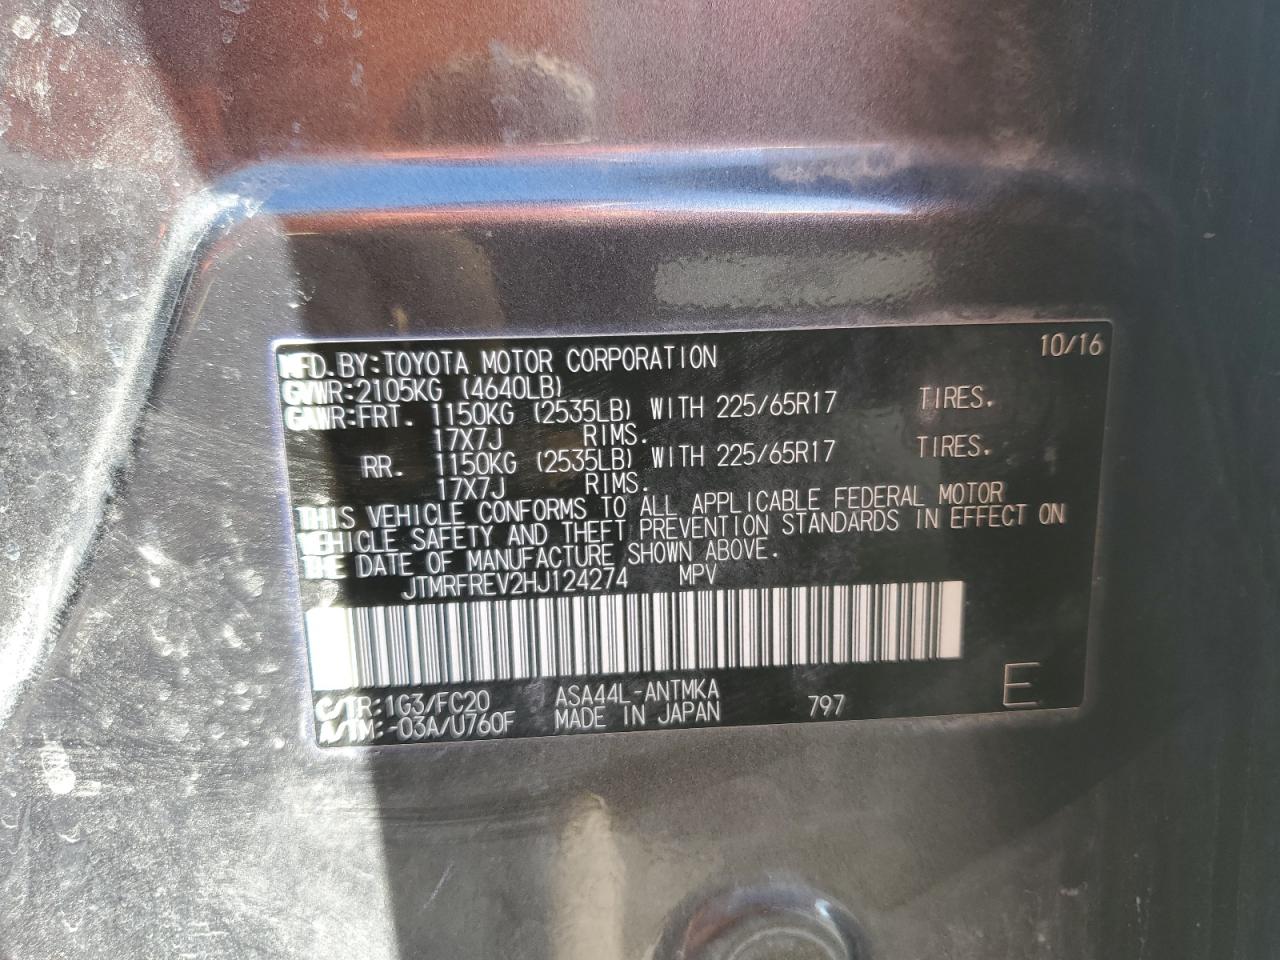 MFD. BY: TOYOTA MOTOR CORPORATION 10/16
GVWR: 2105KG (4640LB)
GAWR: FRT. 1150KG (2535LB) WITH 225/65R17 TIRES.
17X7J RIMS.
RR. 1150KG (2535LB) WITH 225/65R17 TIRES.
17X7J RIMS.
THIS VEHICLE CONFORMS TO ALL APPLICABLE FEDERAL MOTOR
VEHICLE SAFETY AND THEFT PREVENTION STANDARDS IN EFFECT ON
THE DATE OF MANUFACTURE SHOWN ABOVE.
JTMRFREV2HJ124274 MPV
C/TR: 1G3/FC20 ASA44L-ANTMKA 797 E
A/TM: -03A/U760F MADE IN JAPAN